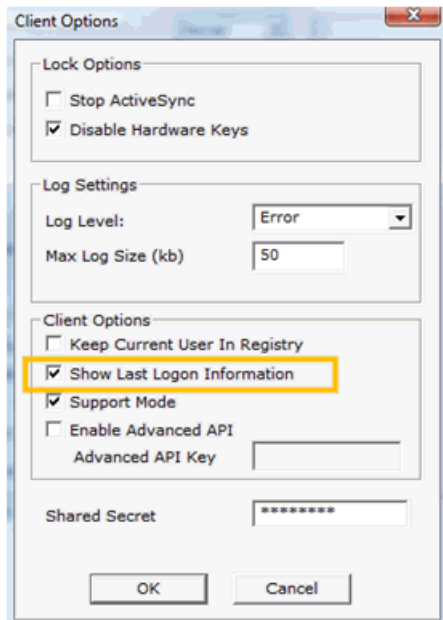 Client Options
Lock Options
Stop ActiveSync
Disable Hardware Keys
Log Settings
Log Level: Error
Max Log Size (kb) 50
Client Options
Keep Current User In Registry
Show Last Logon Information
Support Mode
Enable Advanced API
Advanced API Key
Shared Secret ********
OK Cancel